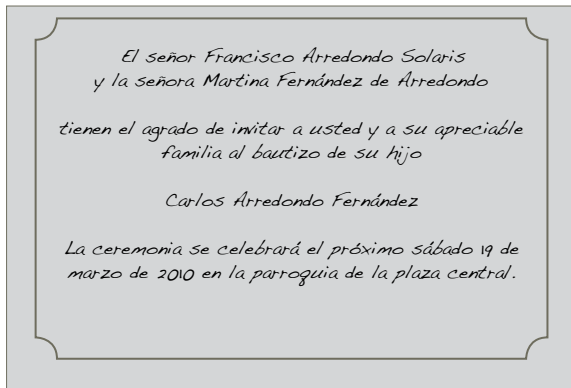 El señor Francisco Arredondo Solaris
y la señora Martina Fernández de Arredondo
tienen el agrado de invitar a usted y a su apreciable
familia al bautizo de su hijo
Carlos Arredondo Fernández
La ceremonia se celebrará el próximo sábado 19 de
marzo de 2010 en la parroquia de la plaza central.